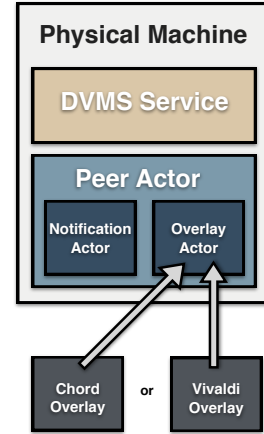 Physical Machine
DVMS Service
Peer Actor
Notification
Actor
Overlay
Actor
Chord
Overlay
or
Vivaldi
Overlay